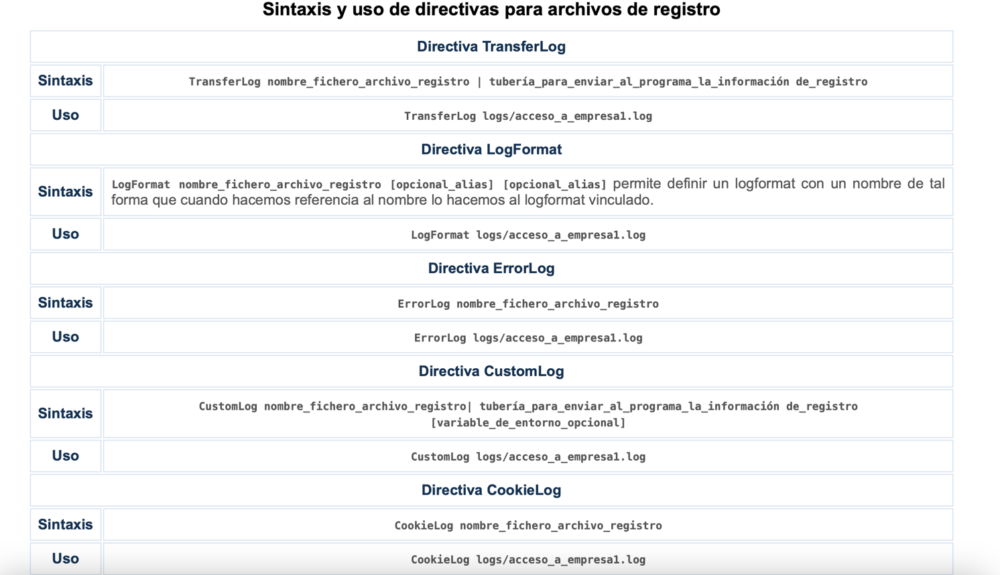 Sintaxis y uso de directivas para archivos de registro
Directiva TransferLog
Sintaxis
TransferLog nombre_fichero_archivo_registro | tubería_para_enviar_al_programa_la_información de_registro
Uso
TransferLog logs/acceso_a_empresa1.log
Directiva LogFormat
Sintaxis
LogFormat nombre_fichero_archivo_registro [opcional_alias] [opcional_alias] permite definir un logformat con un nombre de tal
forma que cuando hacemos referencia al nombre lo hacemos al logformat vinculado.
Uso
LogFormat logs/acceso_a_empresa1.log
Directiva ErrorLog
Sintaxis
ErrorLog nombre_fichero_archivo_registro
Uso
ErrorLog logs/acceso_a_empresa1.log
Directiva CustomLog
Sintaxis
CustomLog nombre_fichero_archivo_registro| tubería_para_enviar_al_programa_la_información de_registro
[variable_de_entorno_opcional]
Uso
CustomLog logs/acceso_a_empresa1.log
Directiva CookieLog
Sintaxis
CookieLog nombre_fichero_archivo_registro
Uso
CookieLog logs/acceso_a_empresa1.log